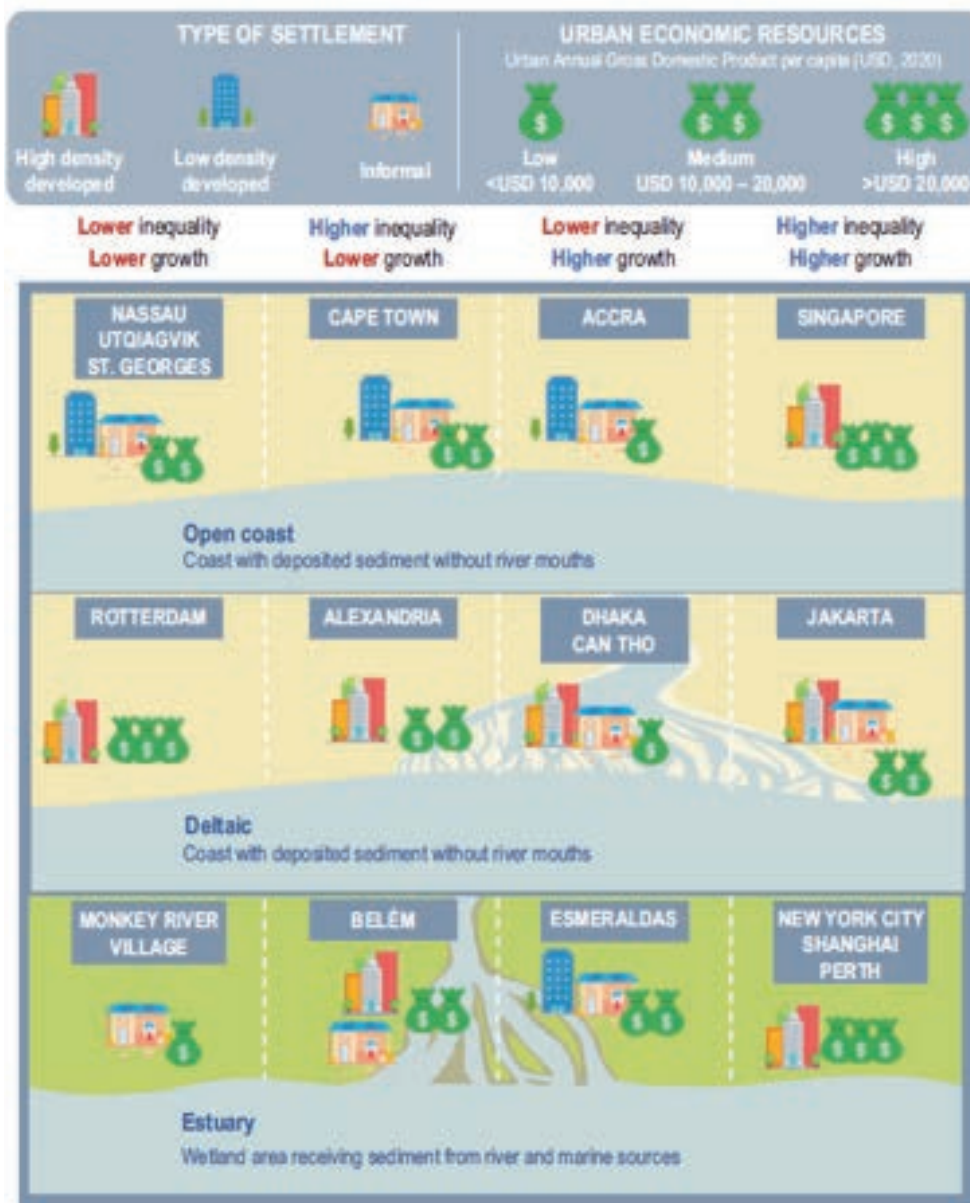 TYPE OF SETTLEMENT
High density
developed
Low density
developed
Informal
URBAN ECONOMIC RESOURCES
Urban Annual Gross Domestic Product per capita (USD, 2020)
Low
<USD 10.000
Medium
USD 10,000 – 20,000
High
>USD 20,000
Lower inequality
Lower growth
Higher inequality
Lower growth
Lower inequality
Higher growth
Higher inequality
Higher growth
NASSAU
UTQIAGVIK
ST. GEORGES
CAPE TOWN
ACCRA
SINGAPORE
Open coast
Coast with deposited sediment without river mouths
ROTTERDAM
ALEXANDRIA
DHAKA
CAN THO
JAKARTA
Deltaic
Coast with deposited sediment without river mouths
MONKEY RIVER
VILLAGE
BELÉM
ESMERALDAS
NEW YORK CITY
SHANGHAI
PERTH
Estuary
Wetland area receiving sediment from river and marine sources